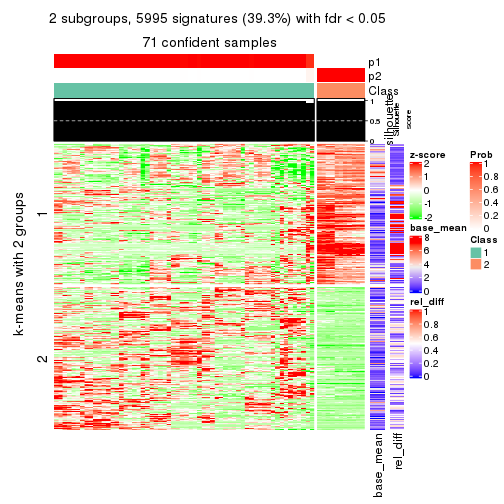 2 subgroups, 5995 signatures (39.3%) with fdr < 0.05
71 confident samples
p1
p2
Class
silhouette
Silhouette
score
1
0.5
0
k-means with 2 groups
1
2
base_mean
rel_diff
z-score
2
1
0
-1
-2
base_mean
8
6
4
2
0
rel_diff
1
0.8
0.6
0.4
0.2
0
Prob
1
0.8
0.6
0.4
0.2
0
Class
1
2